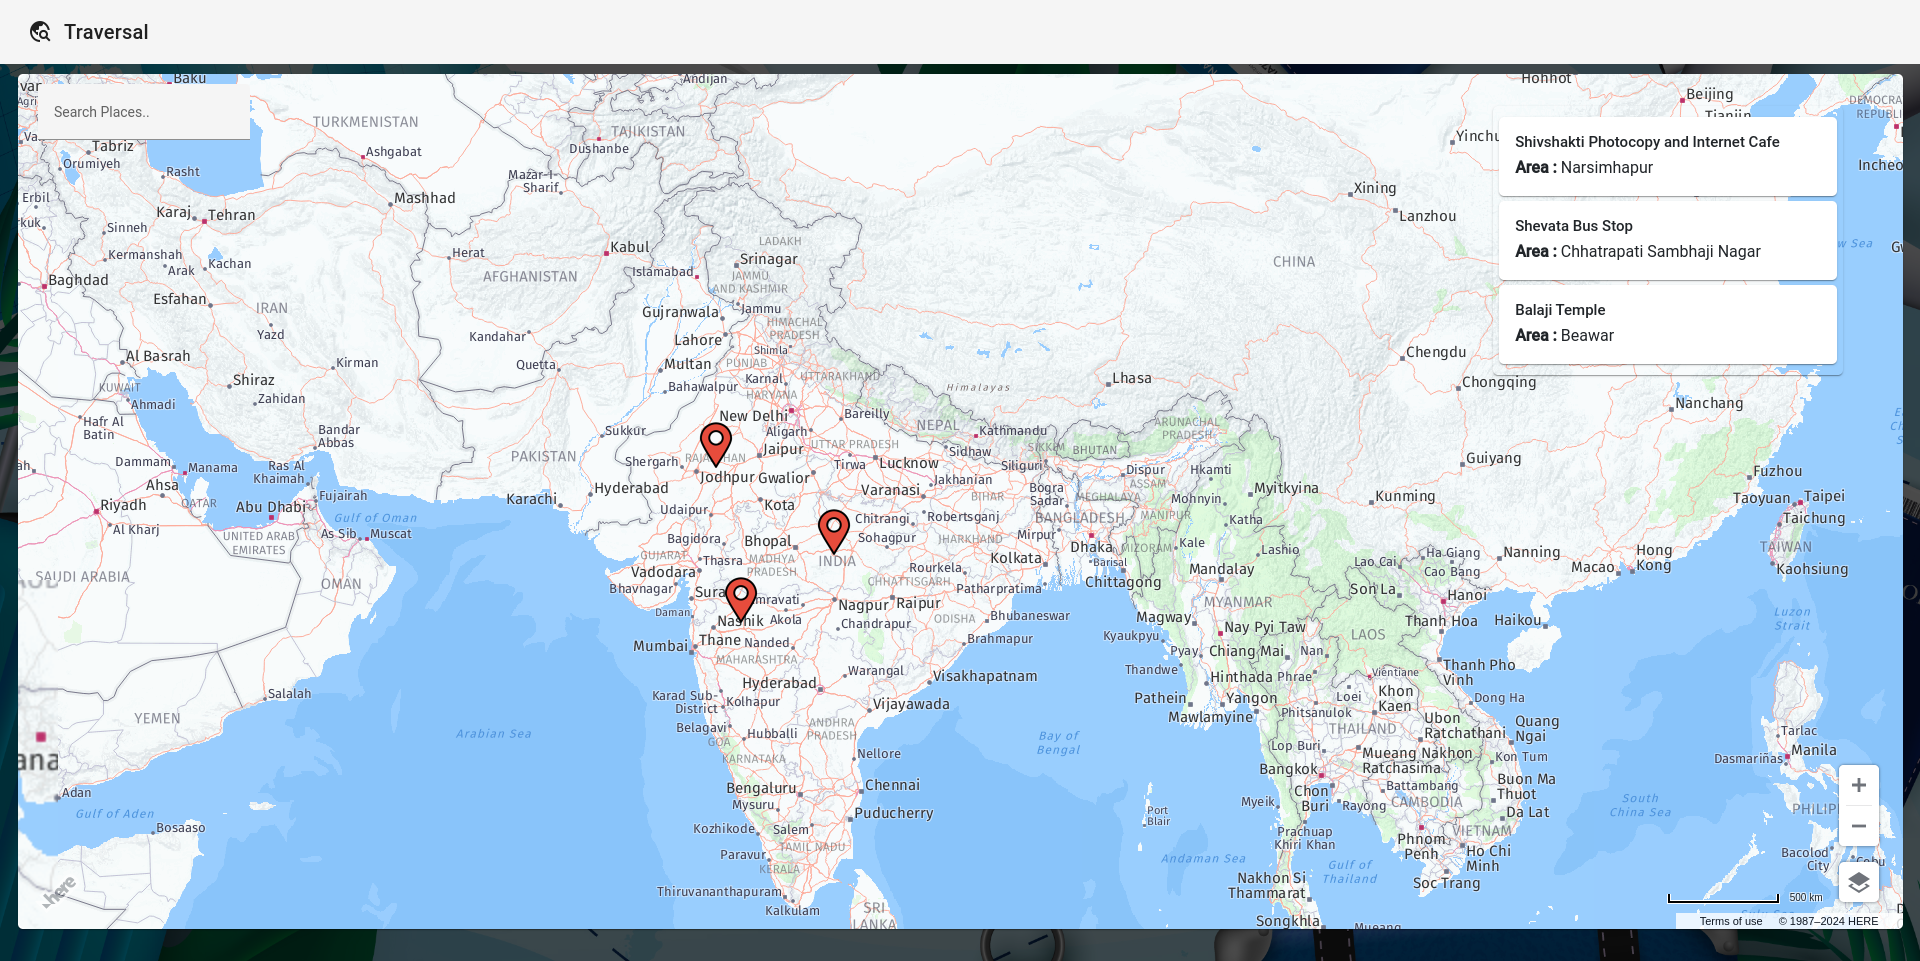 Traversal
Search Places..
Shivshakti Photocopy and Internet Cafe
Area : Narsimhapur
Shevata Bus Stop
Area : Chhatrapati Sambhaji Nagar
Balaji Temple
Area : Beawar
Baku
Andijan
Hohhot
Beijing
Tianjin
TURKMENISTAN
TAJIKISTAN
Dushanbe
Yinchu
Tabriz
Orumiyeh
Ashgabat
Rasht
Mazar-I-
Sharif
Incheo
Erbil
Mashhad
Xining
Karaj
Tehran
Lanzhou
Sinneh
Kermanshah
Arak
Kachan
Herat
Kabul
LADAKH
Srinagar
Islamabad
JAMMU
AND KASHMIR
CHINA
Baghdad
AFGHANISTAN
Esfahan
IRAN
Gujranwala
Jammu
Yazd
Kandahar
Lahore
HIMACHAL
PRADESH
Shimla
Al Basrah
Kirman
Quetta
Multan
PUNJAB
UTTARAKHAND
Chengdu
KUWAIT
Shiraz
Bahawalpur
Karnal
HARYANA
Himalayas
Lhasa
Chongqing
Ahmadi
Zahidan
New Delhi
Bareilly
Nanchang
Hafr Al
Batin
Bandar
Abbas
Sukkur
Aligarh
NEPAL
Kathmandu
ARUNACHAL
PRADESH
PAKISTAN
Jaipur
UTTAR PRADESH
SIKKIM
BHUTAN
Dammam
Manama
Ras Al
Khaimah
Shergarh
Tirwa
Lucknow
Sidhaw
Siliguri
Dispur
ASSAM
Hkamti
Guiyang
Fuzhou
Ahsa
QATAR
Fujairah
Karachi
Hyderabad
Jodhpur
Gwalior
Varanasi
Jakhanian
BIHAR
Bogra
Sadar
MEGHALAYA
Mohnyin
Myitkyina
Kunming
Taoyuan
Taipei
Riyadh
Abu Dhabi
Gulf of Oman
Udaipur
Kota
Chitrangi
Robertsganj
BANGLADESH
MANIPUR
Katha
Taichung
Al Kharj
UNITED ARAB
EMIRATES
As Sib
Muscat
Bagidora
Bhopal
Sohagpur
JHARKHAND
Mirpur
Dhaka
MIZORAM
Kale
Lashio
Ha Giang
Nanning
Hong
Kong
TAIWAN
GUJARAT
Thasra
MADHYA
PRADESH
INDIA
Kolkata
Barisal
Lao Cai
Cao Bang
Macao
Kaohsiung
SAUDI ARABIA
OMAN
Vadodara
Rourkela
CHHATTISGARH
Chittagong
Mandalay
Bhavnagar
Patharpratima
Son La
Hanoi
Daman
Nagpur
Raipur
MYANMAR
Luzon
Strait
Nashik
Akola
Chandrapur
ODISHA
Bhubaneswar
Magway
Nay Pyi Taw
LAOS
Thanh Hoa
Haikou
Mumbai
Thane
Nanded
Brahmapur
Kyaukpyu
Pyay
Chiang Mai
Nan
MAHARASHTRA
Warangal
Visakhapatnam
Thandwe
Hinthada
Phrae
Vientiane
Thanh Pho
Vinh
Salalah
Karad Sub-
District
Kolhapur
Hyderabad
Pathein
Yangon
Loei
Khon
Kaen
Dong Ha
YEMEN
Arabian Sea
Belagavi
GOA
Hubballi
ANDHRA
PRADESH
Vijayawada
Bay of
Bengal
Mawlamyine
Phitsanulok
THAILAND
Ubon
Ratchathani
Quang
Ngai
Tarlac
KARNATAKA
Nellore
Lop Buri
Mueang Nakhon
Ratchasima
Kon Tum
Manila
Dasmariñas
Adan
Bengaluru
Chennai
Bangkok
Battambang
Buon Ma
Thuot
Gulf of Aden
Mysuru
Puducherry
Port
Blair
Myeik
Chon
Buri
Rayong
CAMBODIA
Da Lat
South
China Sea
Bosaaso
Kozhikode
Salem
TAMIL NADU
Prachuap
Khiri Khan
Phnom
Penh
VIETNAM
Ho Chi
Minh
Paravur
KERALA
Andaman Sea
Gulf of
Thailand
Bacolod
City
Thiruvananthapuram
Nakhon Si
Thammarat
Soc Trang
Kalkulam
SRI
LANKA
Songkhla
here
500 km
Terms of use
© 1987–2024 HERE